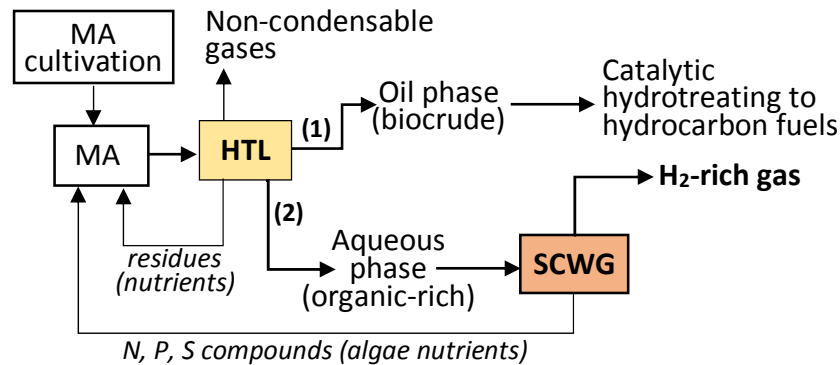 MA
cultivation
Non-condensable
gases
MA
HTL
(1)
Oil phase
(biocrude)
Catalytic
hydrotreating to
hydrocarbon fuels
(2)
residues
(nutrients)
Aqueous
phase
(organic-rich)
SCWG
H₂-rich gas
N, P, S compounds (algae nutrients)